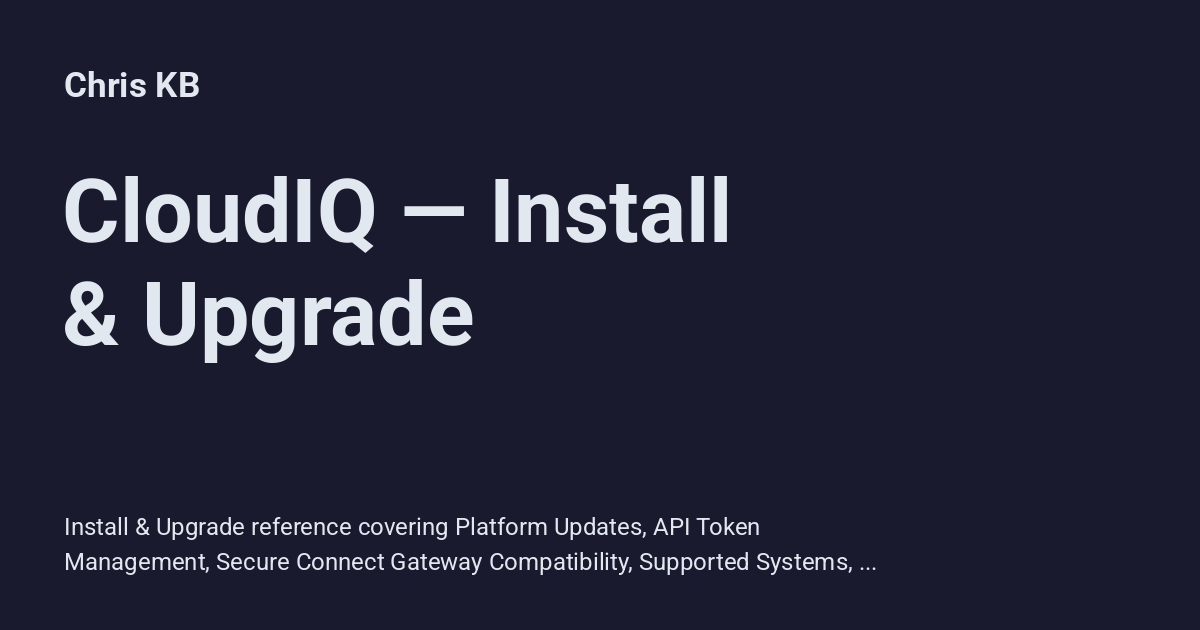 Chris KB
CloudIQ — Install
& Upgrade
Install & Upgrade reference covering Platform Updates, API Token
Management, Secure Connect Gateway Compatibility, Supported Systems, ...